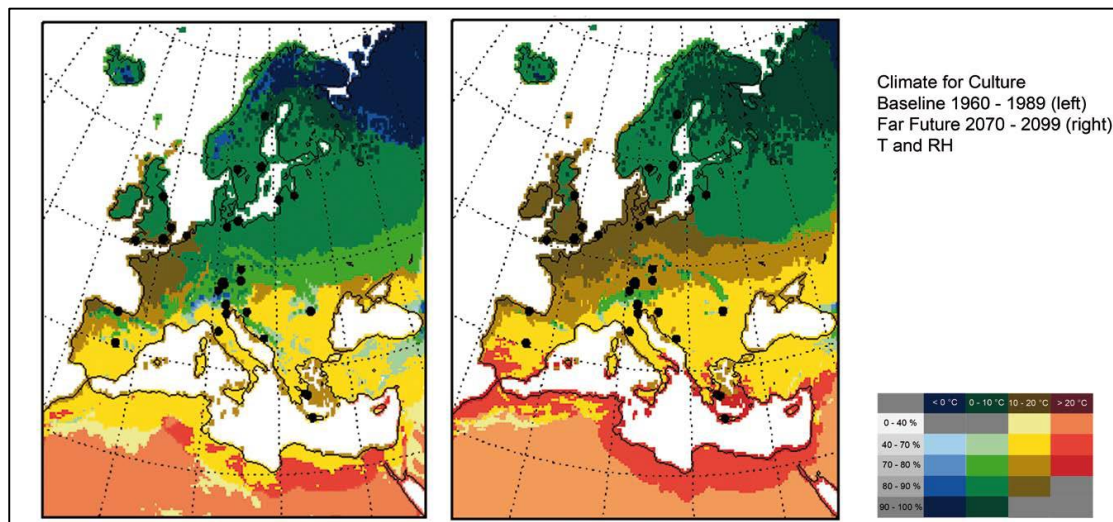 Climate for Culture
Baseline 1960 - 1989 (left)
Far Future 2070 - 2099 (right)
T and RH
< 0 °C 0 - 10 °C 10 - 20 °C > 20 °C
0 - 40 %
40 - 70 %
70 - 80 %
80 - 90 %
90 - 100 %